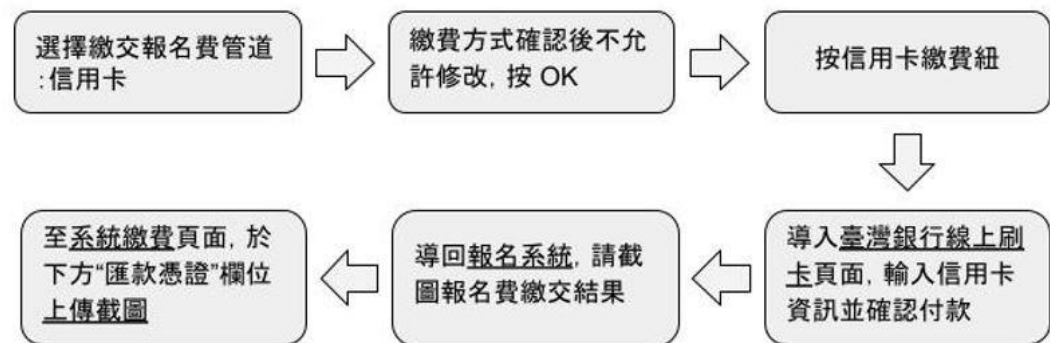 選擇繳交報名費管道
:信用卡
繳費方式確認後不允
許修改, 按 OK
按信用卡繳費紐
導入臺灣銀行線上刷
卡頁面, 輸入信用卡
資訊並確認付款
導回報名系統, 請截
圖報名費繳交結果
至系統繳費頁面, 於
下方“匯款憑證”欄位
上傳截圖